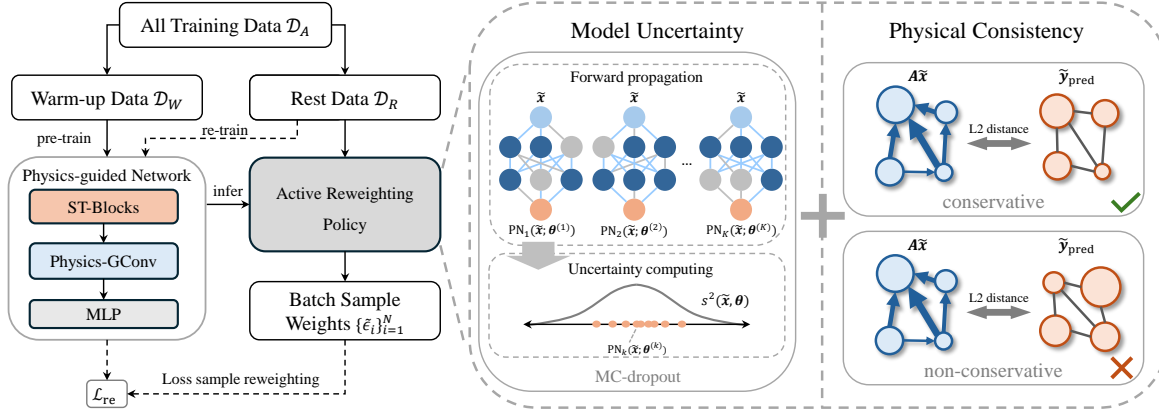 All Training Data 𝒟_A
Warm-up Data 𝒟_W
Rest Data 𝒟_R
pre-train
re-train
Physics-guided Network
ST-Blocks
Physics-GConv
MLP
infer
Active Reweighting
Policy
Batch Sample
Weights {ε̃_i}_{i=1}^N
Loss sample reweighting
ℒ_re
Model Uncertainty
Forward propagation
x̃ x̃ x̃
...
PN_1(x̃; θ^(1)) PN_2(x̃; θ^(2)) PN_K(x̃; θ^(K))
Uncertainty computing
s^2(x̃, θ)
PN_k(x̃; θ^(k))
MC-dropout
Physical Consistency
Ax̃ ỹ_pred
L2 distance
conservative
Ax̃ ỹ_pred
L2 distance
non-conservative